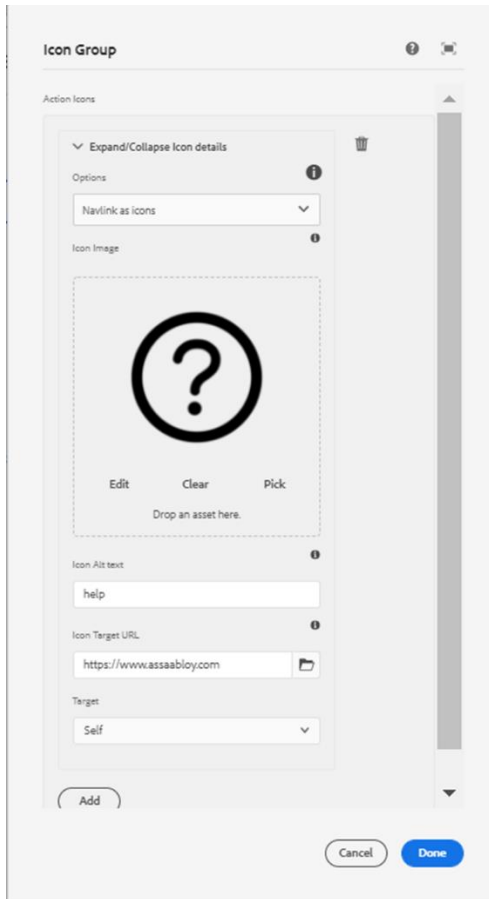 Icon Group
Action Icons
Expand/Collapse Icon details
Options
Navlink as icons
Icon Image
?
Edit Clear Pick
Drop an asset here.
Icon Alt text
help
Icon Target URL
https://www.assaabloy.com
Target
Self
Add
Cancel Done